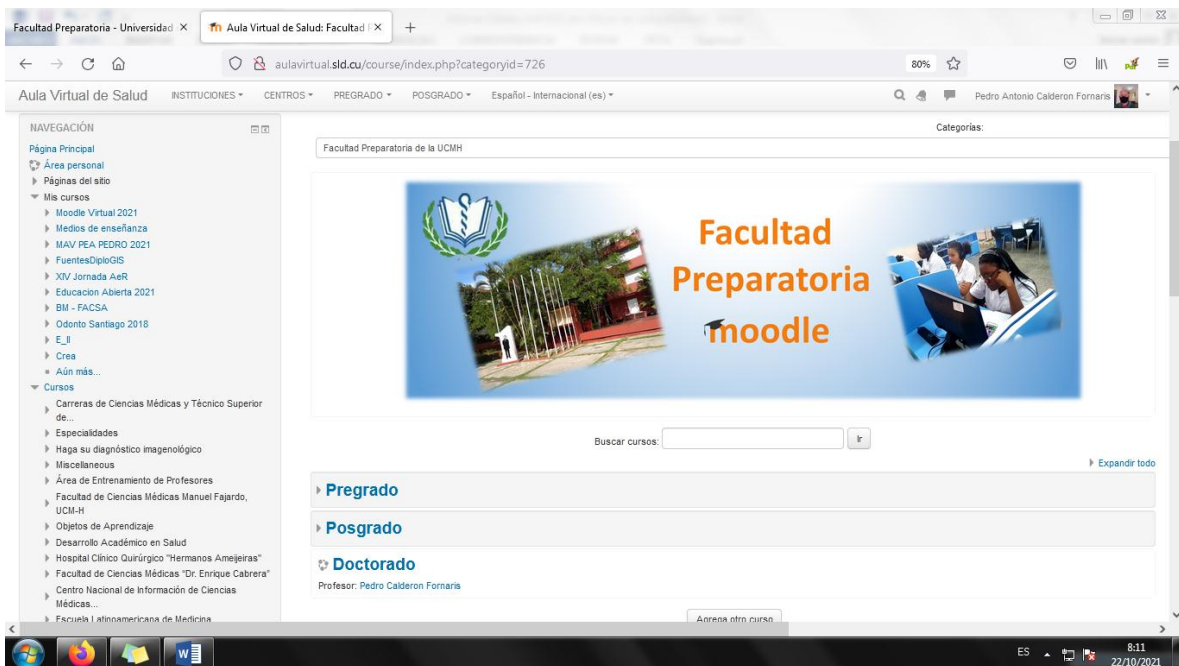 Facultad Preparatoria - Universidad
Aula Virtual de Salud: Facultad
aulavirtual.sld.cu/course/index.php?categoryid=726
80%
Aula Virtual de Salud
INSTITUCIONES
CENTROS
PREGRADO
POSGRADO
Español - Internacional (es)
Pedro Antonio Calderon Fornaris
NAVEGACIÓN
Página Principal
Área personal
Páginas del sitio
Mis cursos
Moodle Virtual 2021
Medios de enseñanza
MAV PEA PEDRO 2021
FuentesDiploGIS
XIV Jornada AeR
Educacion Abierta 2021
BM - FACSA
Odonto Santiago 2018
E_II
Crea
Aún más...
Cursos
Carreras de Ciencias Médicas y Técnico Superior
de...
Especialidades
Haga su diagnóstico imagenológico
Miscellaneous
Área de Entrenamiento de Profesores
Facultad de Ciencias Médicas Manuel Fajardo,
UCM-H
Objetos de Aprendizaje
Desarrollo Académico en Salud
Hospital Clínico Quirúrgico "Hermanos Ameijeiras"
Facultad de Ciencias Médicas "Dr. Enrique Cabrera"
Centro Nacional de Información de Ciencias
Médicas...
Escuela Latinoamericana de Medicina
Categorías:
Facultad Preparatoria de la UCMH
Facultad
Preparatoria
moodle
Buscar cursos:
Ir
Expandir todo
Pregrado
Posgrado
Doctorado
Profesor: Pedro Calderon Fornaris
Agrega otro curso
ES
8:11
22/10/2021